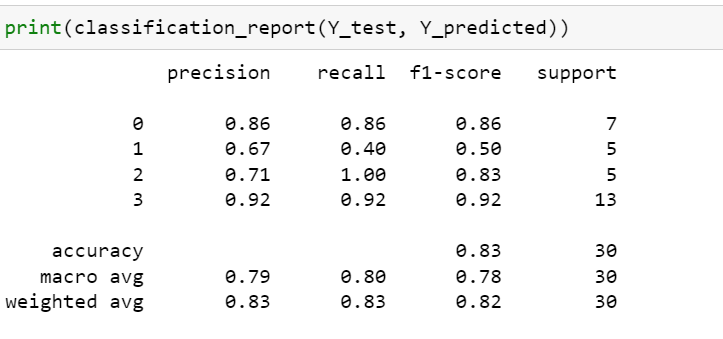 print(classification_report(Y_test, Y_predicted))
precision recall f1-score support
0 0.86 0.86 0.86 7
1 0.67 0.40 0.50 5
2 0.71 1.00 0.83 5
3 0.92 0.92 0.92 13
accuracy 0.83 30
macro avg 0.79 0.80 0.78 30
weighted avg 0.83 0.83 0.82 30